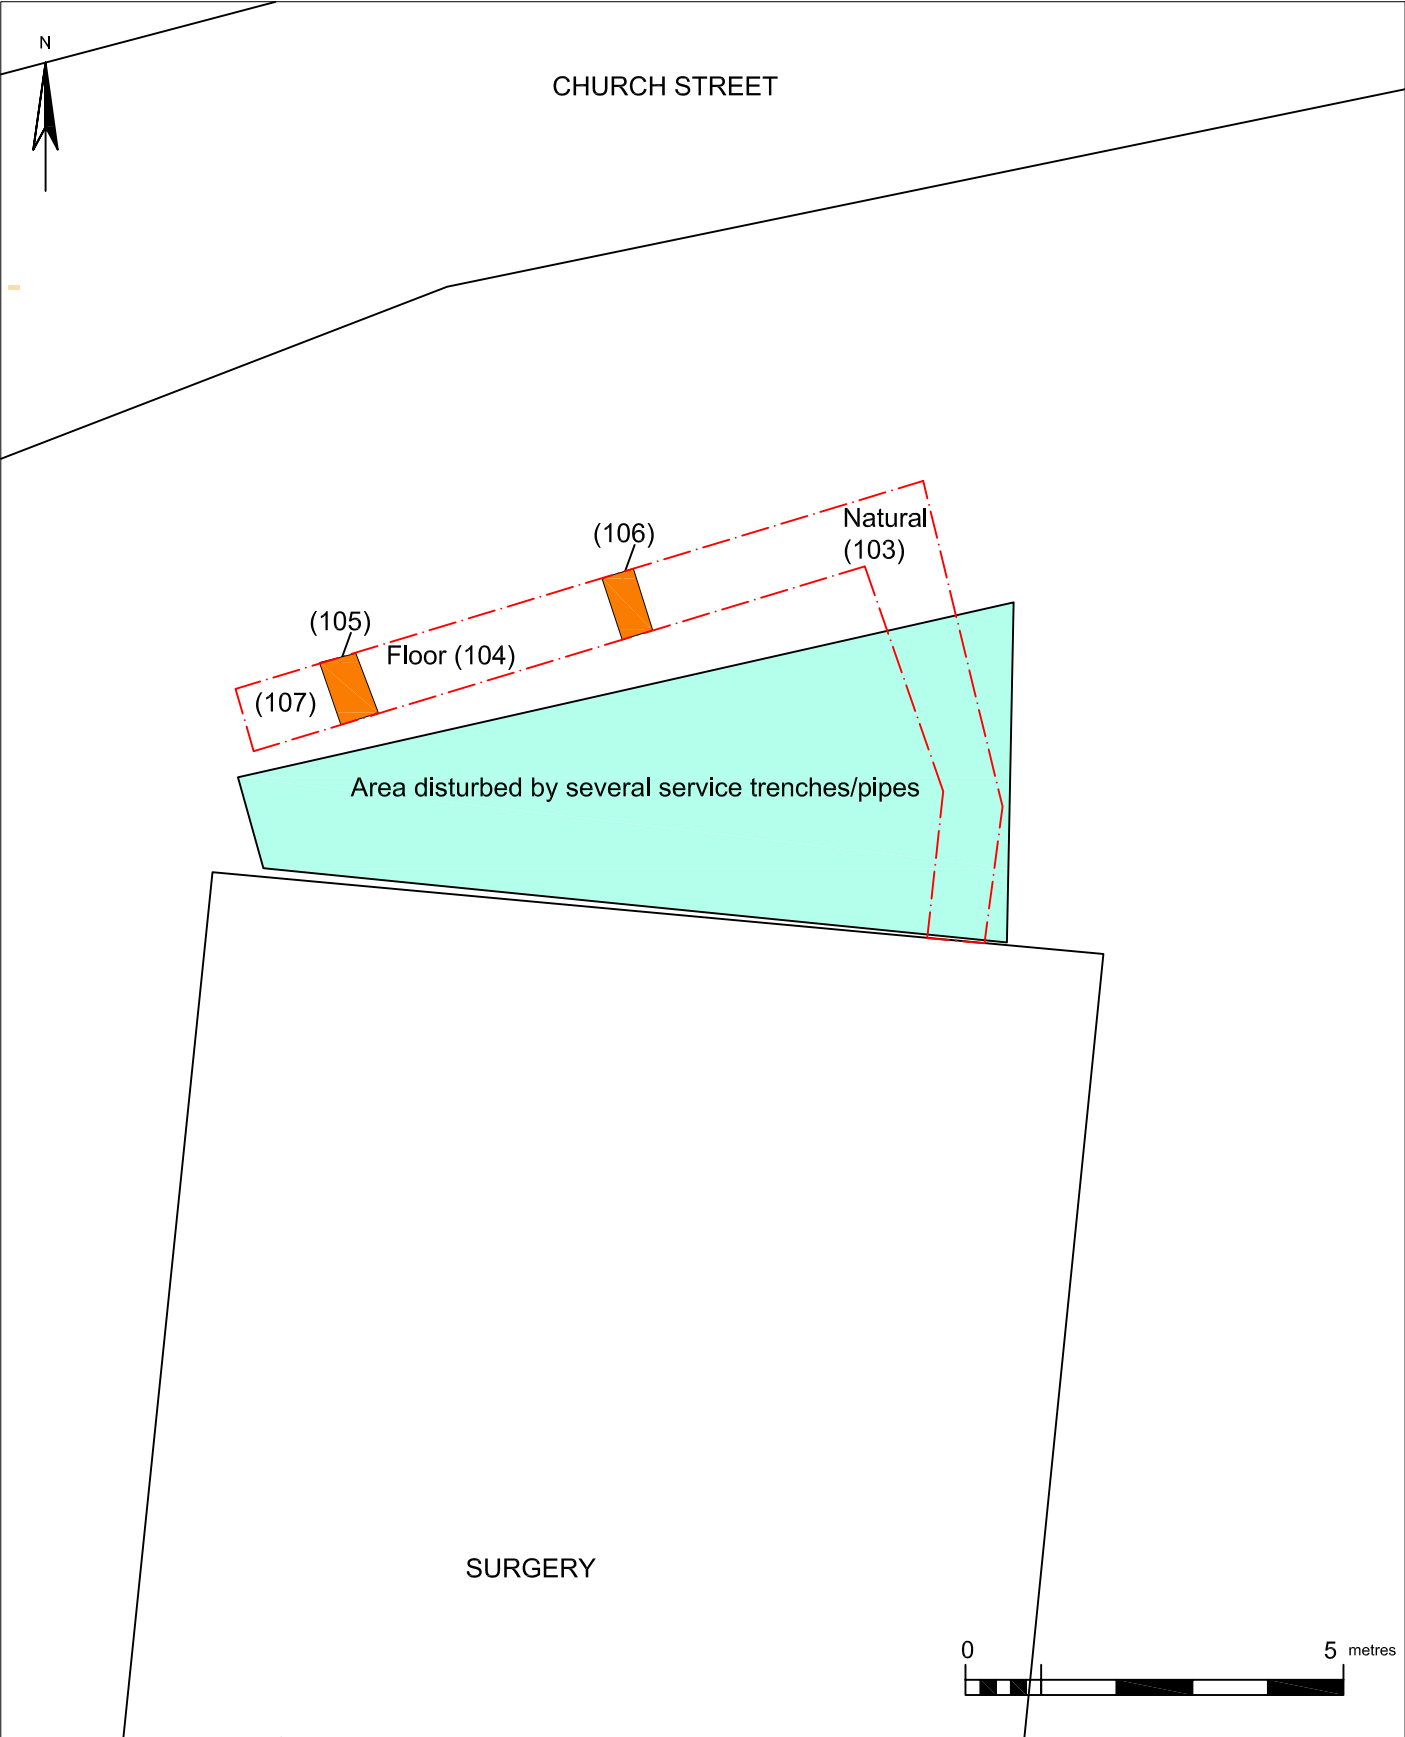 N
CHURCH STREET
Natural
(103)
(106)
(105)
Floor (104)
(107)
Area disturbed by several service trenches/pipes
SURGERY
0 5 metres